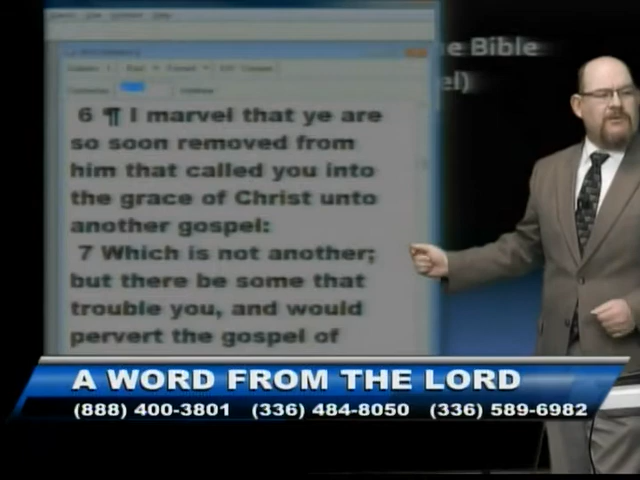 e Bible
el)
6 ¶ I marvel that ye are
so soon removed from
him that called you into
the grace of Christ unto
another gospel:
7 Which is not another;
but there be some that
trouble you, and would
pervert the gospel of
A WORD FROM THE LORD
(888) 400-3801 (336) 484-8050 (336) 589-6982